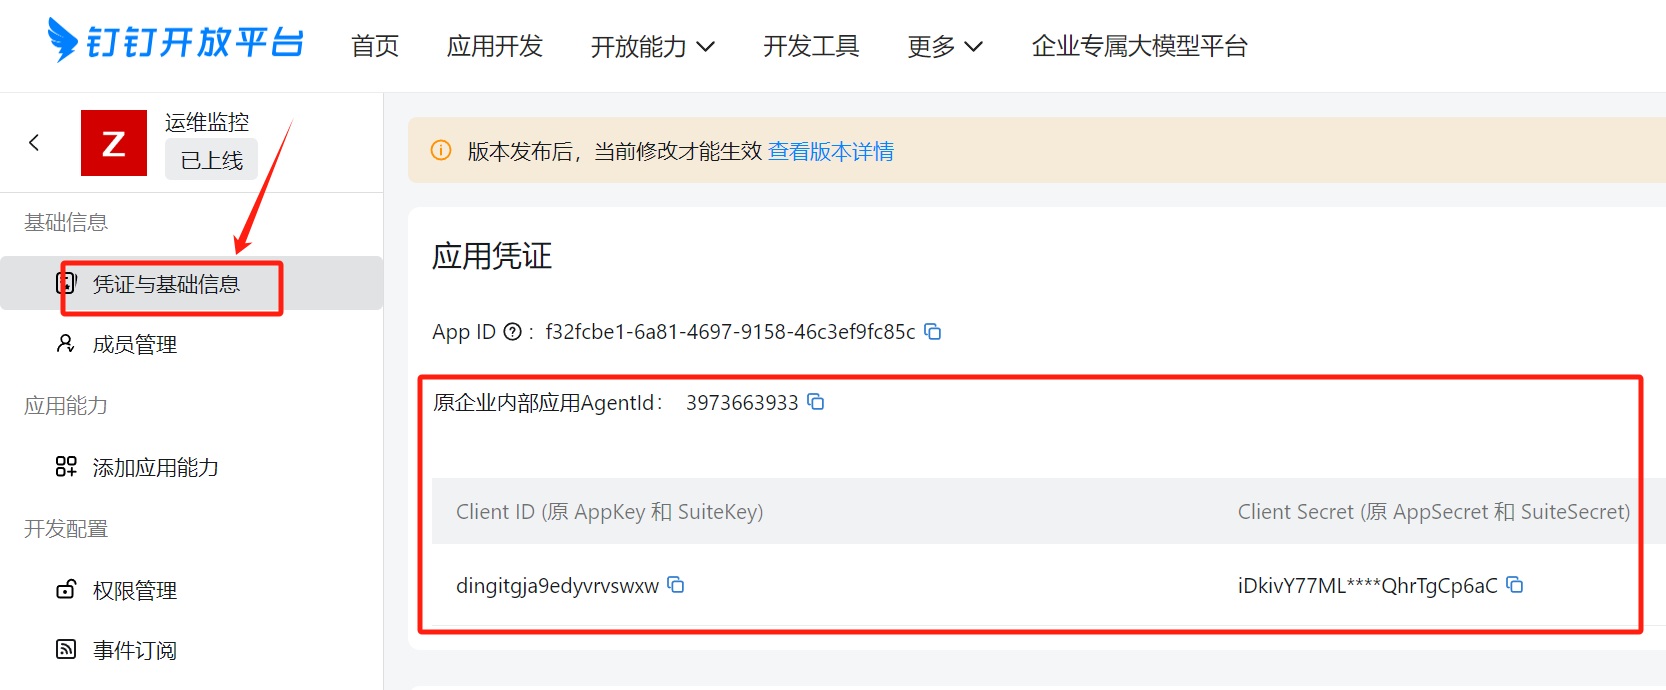 钉钉开放平台 首页 应用开发 开放能力 开发工具 更多 企业专属大模型平台
Z 运维监控
已上线
基础信息
凭证与基础信息
成员管理
应用能力
添加应用能力
开发配置
权限管理
事件订阅
版本发布后，当前修改才能生效 查看版本详情
应用凭证
App ID ? : f32fcbe1-6a81-4697-9158-46c3ef9fc85c
原企业内部应用AgentId： 3973663933
Client ID (原 AppKey 和 SuiteKey) Client Secret (原 AppSecret 和 SuiteSecret)
dingitgja9edyvrvswxw iDkivY77ML****QhrTgCp6aC